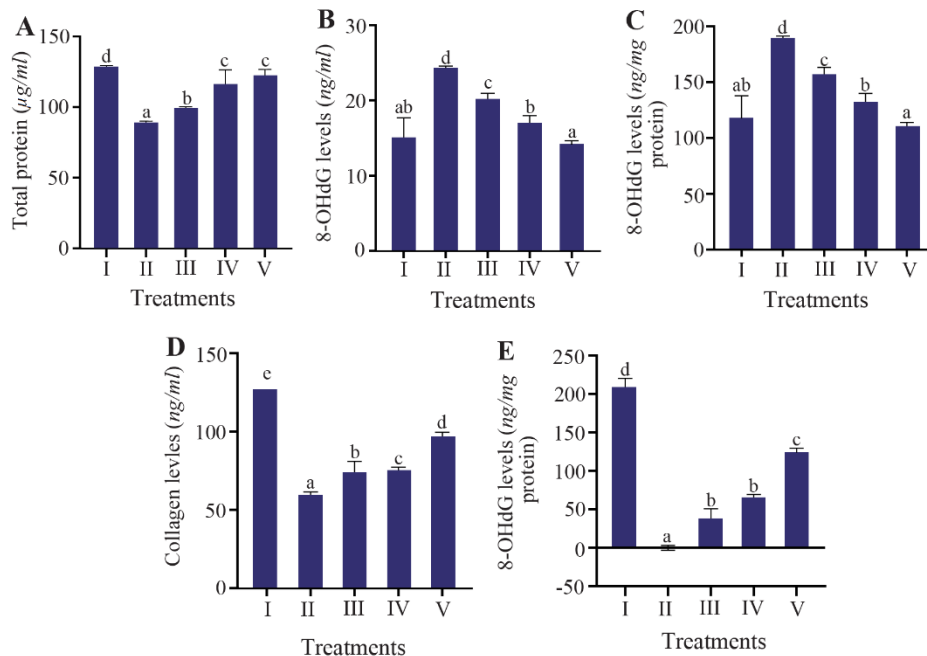 A
Total protein (µg/ml)
150
100
50
0
d
a
b
c
c
I II III IV V
Treatments
B
8-OHdG levels (ng/ml)
30
20
10
0
ab
d
c
b
a
I II III IV V
Treatments
C
8-OHdG levels (ng/mg
protein)
200
150
100
50
0
ab
d
c
b
a
I II III IV V
Treatments
D
Collagen levles (ng/ml)
150
100
50
0
e
a
b
c
d
I II III IV V
Treatments
E
8-OHdG levels (ng/mg
protein)
250
200
150
100
50
0
-50
d
a
b
b
c
I II III IV V
Treatments